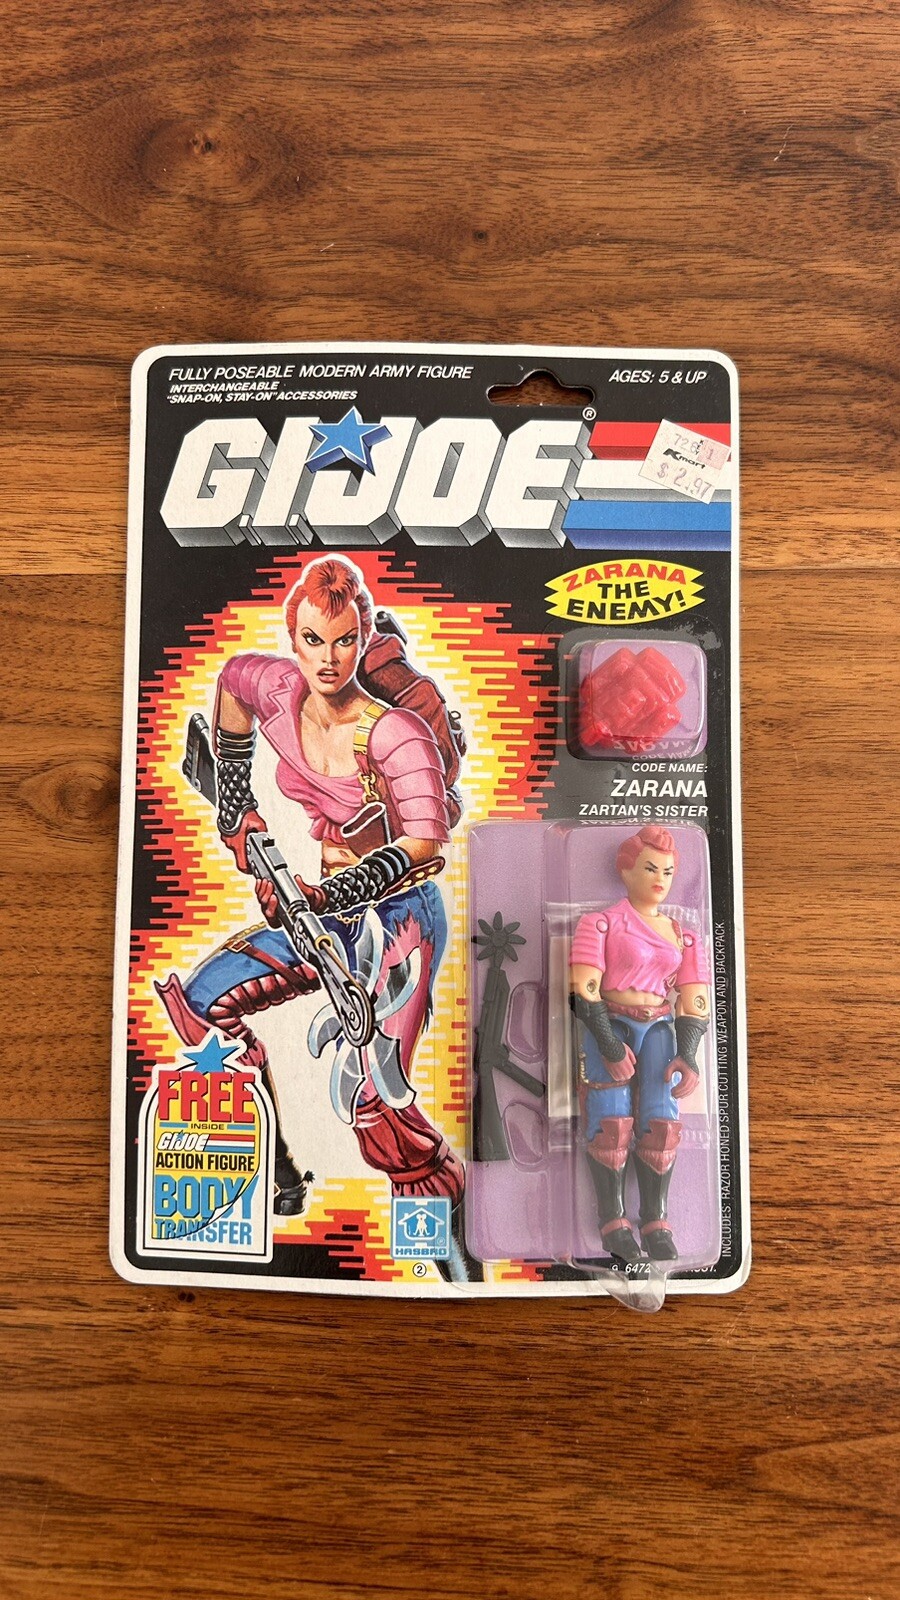 FULLY POSEABLE MODERN ARMY FIGURE
INTERCHANGEABLE
"SNAP-ON, STAY-ON" ACCESSORIES
AGES: 5 & UP
G.I. JOE
®
Kmart
$ 2.97
ZARANA
THE
ENEMY!
CODE NAME:
ZARANA
ZARTAN'S SISTER
INCLUDES: RAZOR HONED SPUR CUTTING WEAPON AND BACKPACK
FREE
INSIDE
GI JOE
ACTION FIGURE
BODY
TRANSFER
HASBRO
®
2
6472